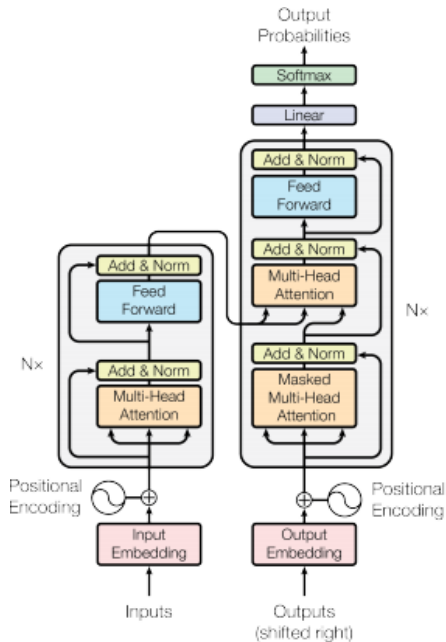 Output
Probabilities
Softmax
Linear
Add & Norm
Feed
Forward
Add & Norm
Multi-Head
Attention
Add & Norm
Masked
Multi-Head
Attention
Nx
Add & Norm
Feed
Forward
Nx
Add & Norm
Multi-Head
Attention
Positional
Encoding
Positional
Encoding
Input
Embedding
Output
Embedding
Inputs
Outputs
(shifted right)